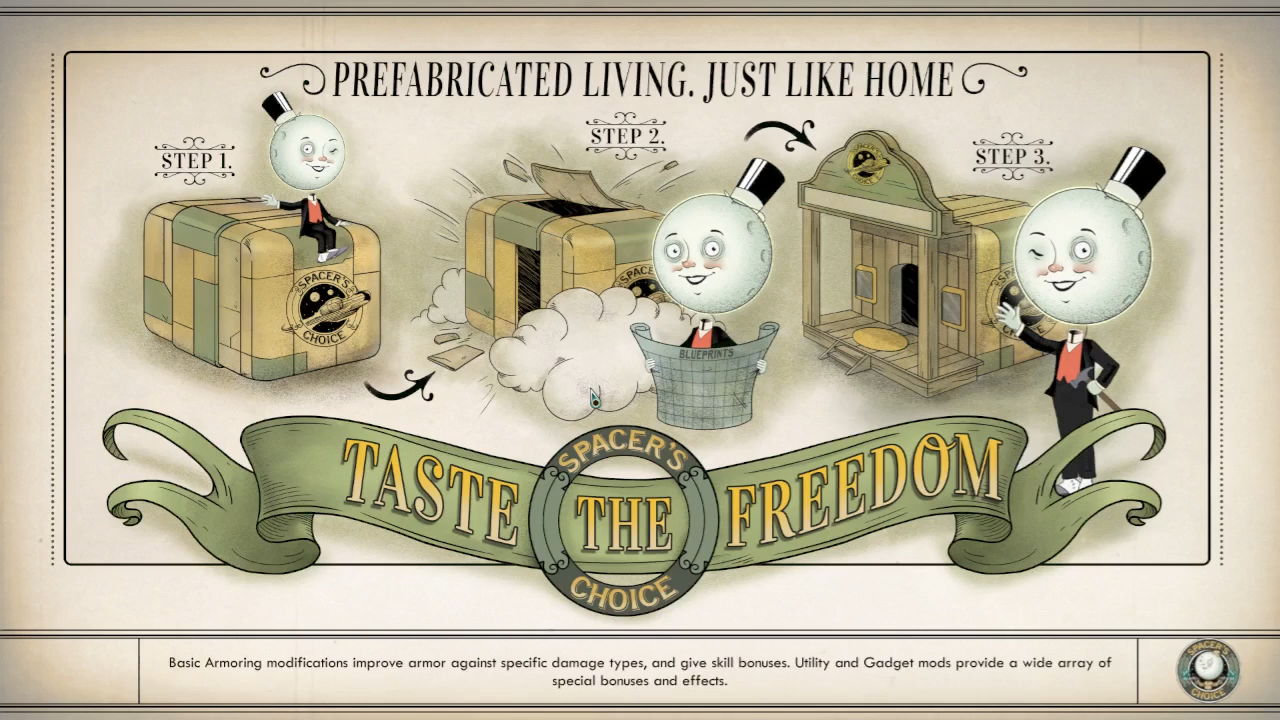 PREFABRICATED LIVING. JUST LIKE HOME
STEP 1.
STEP 2.
STEP 3.
SPACER'S
CHOICE
SPACER'S
SPACER'S
CHOICE
BLUEPRINTS
TASTE THE FREEDOM
SPACER'S
CHOICE
Basic Armoring modifications improve armor against specific damage types, and give skill bonuses. Utility and Gadget mods provide a wide array of
special bonuses and effects.
SPACER'S
CHOICE